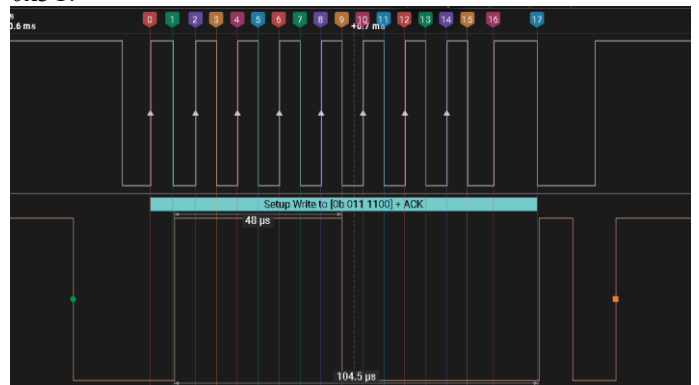 0.6 ms
0 1 2 3 4 5 6 7 8 9 10 11 12 13 14 15 16 17
+0.7 ms
Setup Write to [0b 011 1100] + ACK
48 µs
104.5 µs